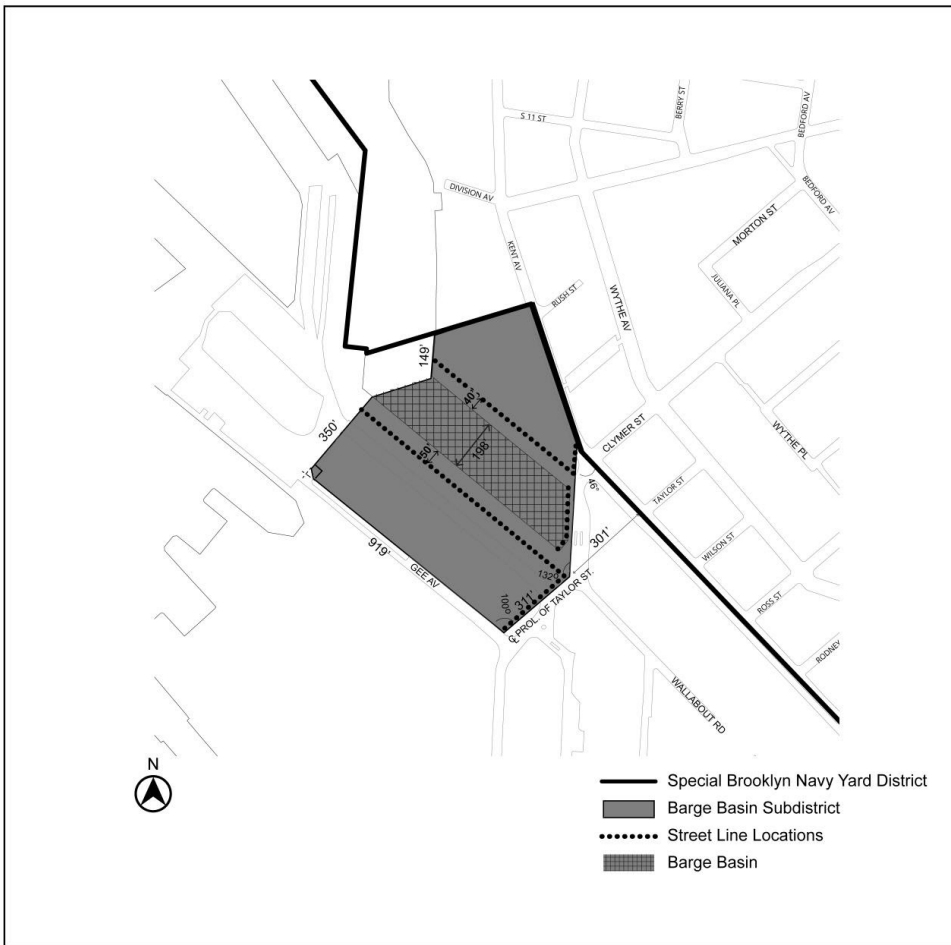 S 11 ST
BERRY ST
BEDFORD AV
DIVISION AV
BEDFORD AV
MORTON ST
KENT AV
JULIANA PL
RUSH ST
WYTHE AV
149'
40'
CLYMER ST
WYTHE PL
350'
50'
198'
46°
TAYLOR ST
301'
WILSON ST
919'
GEE AV
132°
ROSS ST
100°
311'
℄ PROL. OF TAYLOR ST.
RODNEY
WALLABOUT RD
N
Special Brooklyn Navy Yard District
Barge Basin Subdistrict
Street Line Locations
Barge Basin